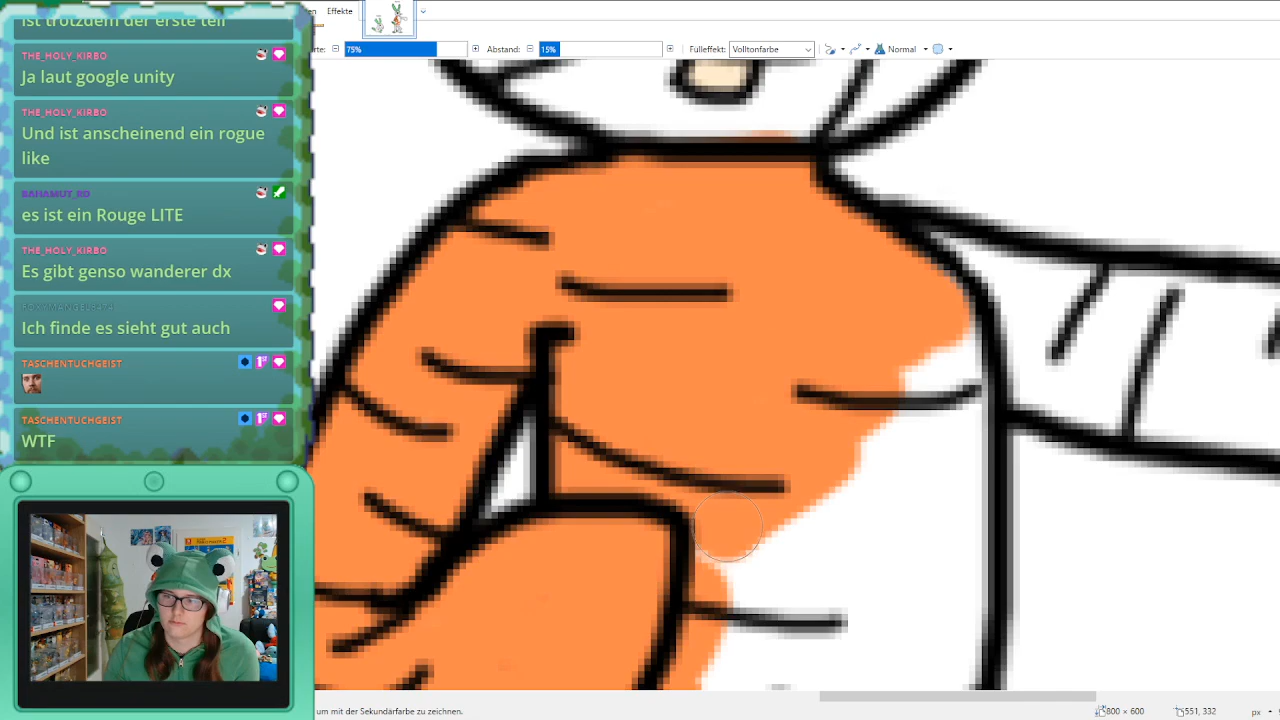 ist trotzdem der erste teil
THE_HOLY_KIRBO
Ja laut google unity
THE_HOLY_KIRBO
Und ist anscheinend ein rogue
like
BAHAMUT_RD
es ist ein Rouge LITE
THE_HOLY_KIRBO
Es gibt genso wanderer dx
Ich finde es sieht gut auch
TASCHENTUCHGEIST
TASCHENTUCHGEIST
WTF
Effekte
75%
Abstand:
15%
Fülleffekt:
Volltonfarbe
Normal
um mit der Sekundärfarbe zu zeichnen.
800 × 600
551, 332
px